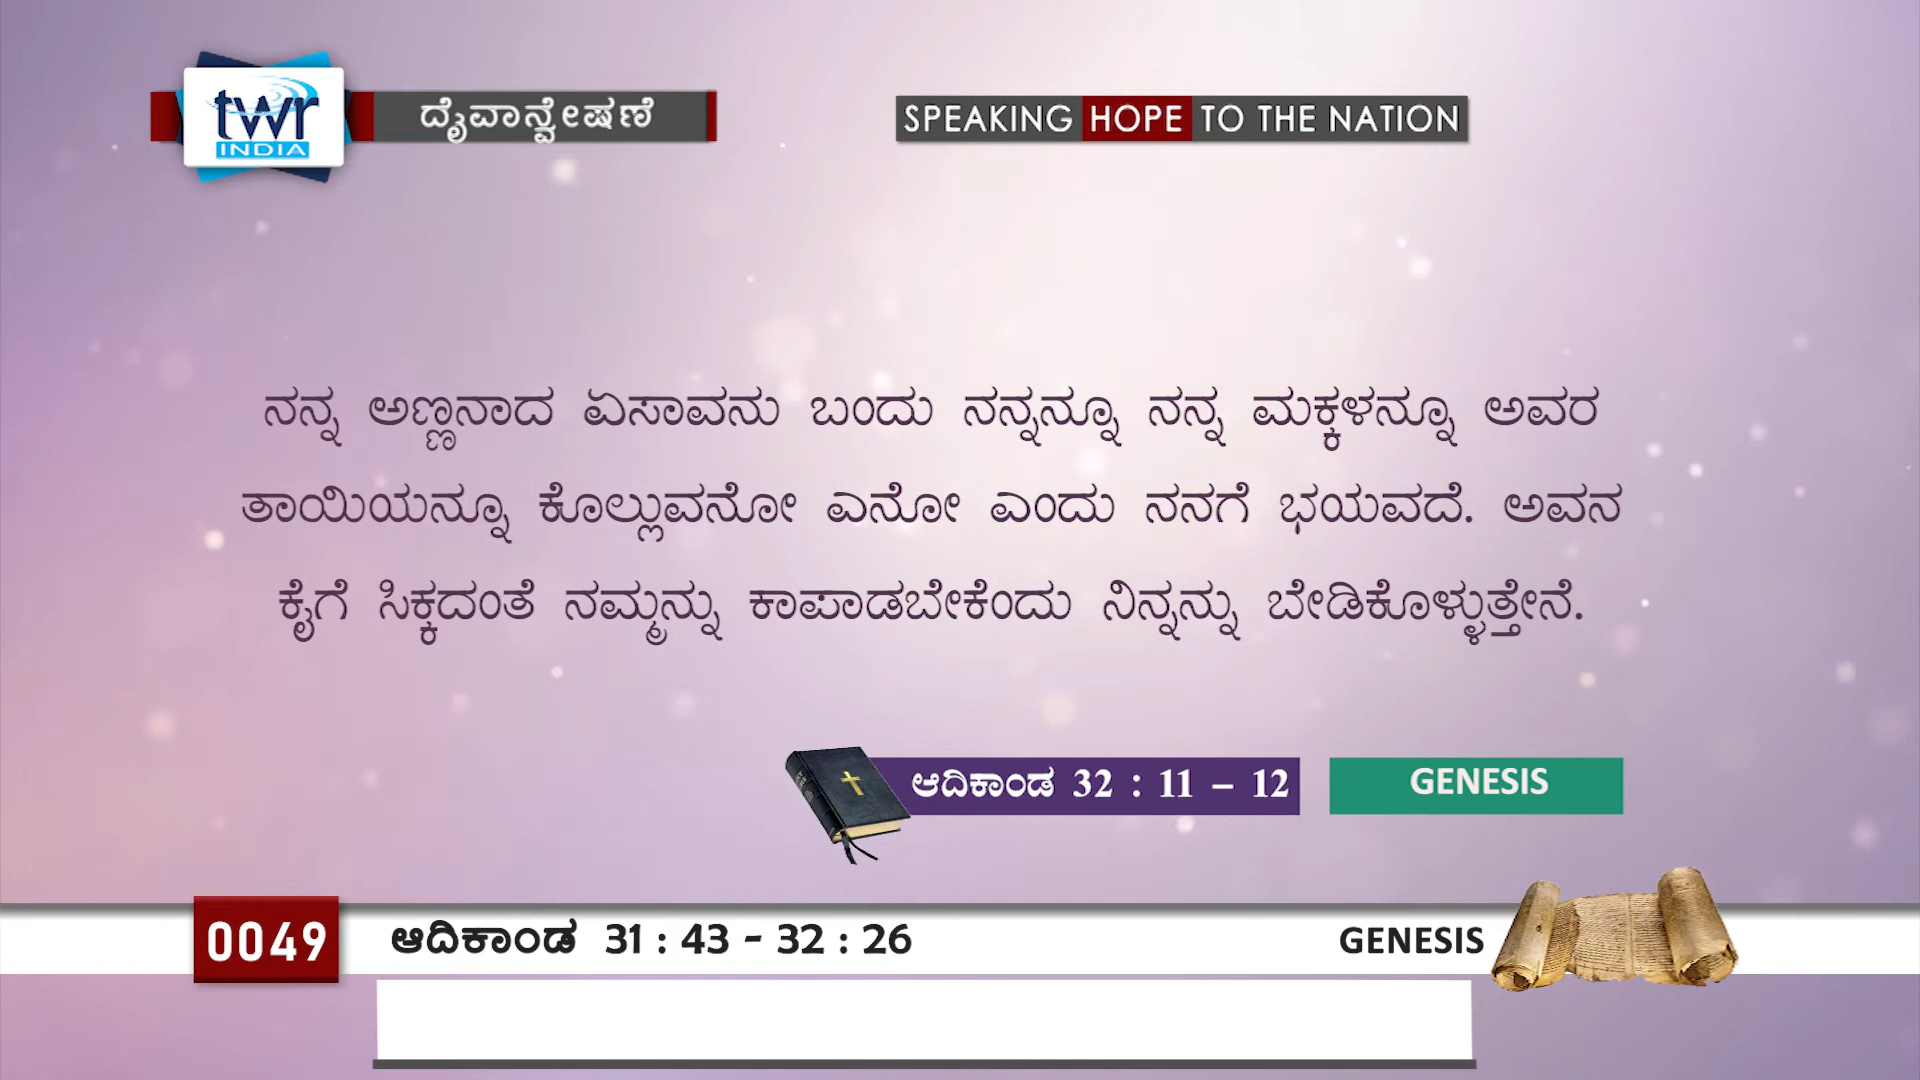 twr
INDIA
ದೈವಾನ್ವೇಷಣೆ
SPEAKING HOPE TO THE NATION
ನನ್ನ ಅಣ್ಣನಾದ ಏಸಾವನು ಬಂದು ನನ್ನನ್ನೂ ನನ್ನ ಮಕ್ಕಳನ್ನೂ ಅವರ
ತಾಯಿಯನ್ನೂ ಕೊಲ್ಲುವನೋ ಎನೋ ಎಂದು ನನಗೆ ಭಯವದೆ. ಅವನ
ಕೈಗೆ ಸಿಕ್ಕದಂತೆ ನಮ್ಮನ್ನು ಕಾಪಾಡಬೇಕೆಂದು ನಿನ್ನನ್ನು ಬೇಡಿಕೊಳ್ಳುತ್ತೇನೆ.
ಆದಿಕಾಂಡ 32 : 11 – 12
GENESIS
0049
ಆದಿಕಾಂಡ 31 : 43 - 32 : 26
GENESIS